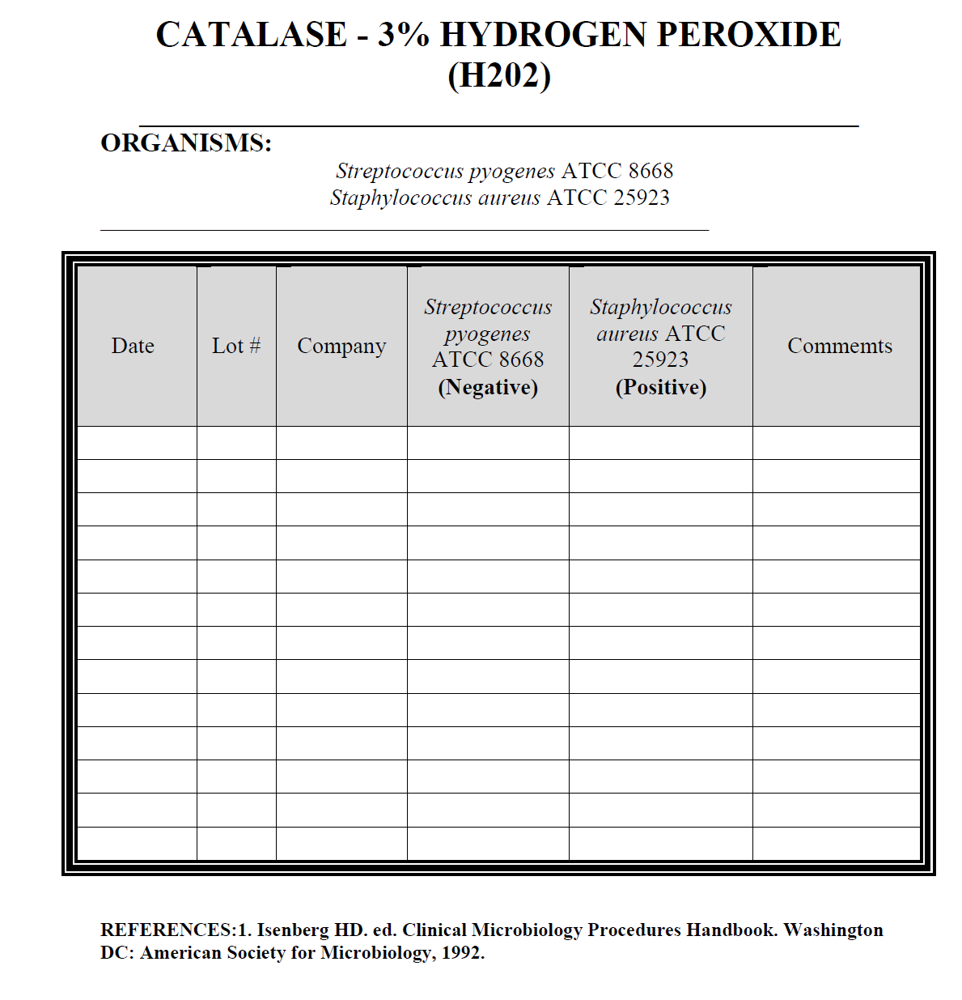 CATALASE - 3% HYDROGEN PEROXIDE
(H202)
ORGANISMS:
Streptococcus pyogenes ATCC 8668
Staphylococcus aureus ATCC 25923
Date
Lot #
Company
Streptococcus
pyogenes
ATCC 8668
(Negative)
Staphylococcus
aureus ATCC
25923
(Positive)
Commemts
REFERENCES:1. Isenberg HD. ed. Clinical Microbiology Procedures Handbook. Washington
DC: American Society for Microbiology, 1992.